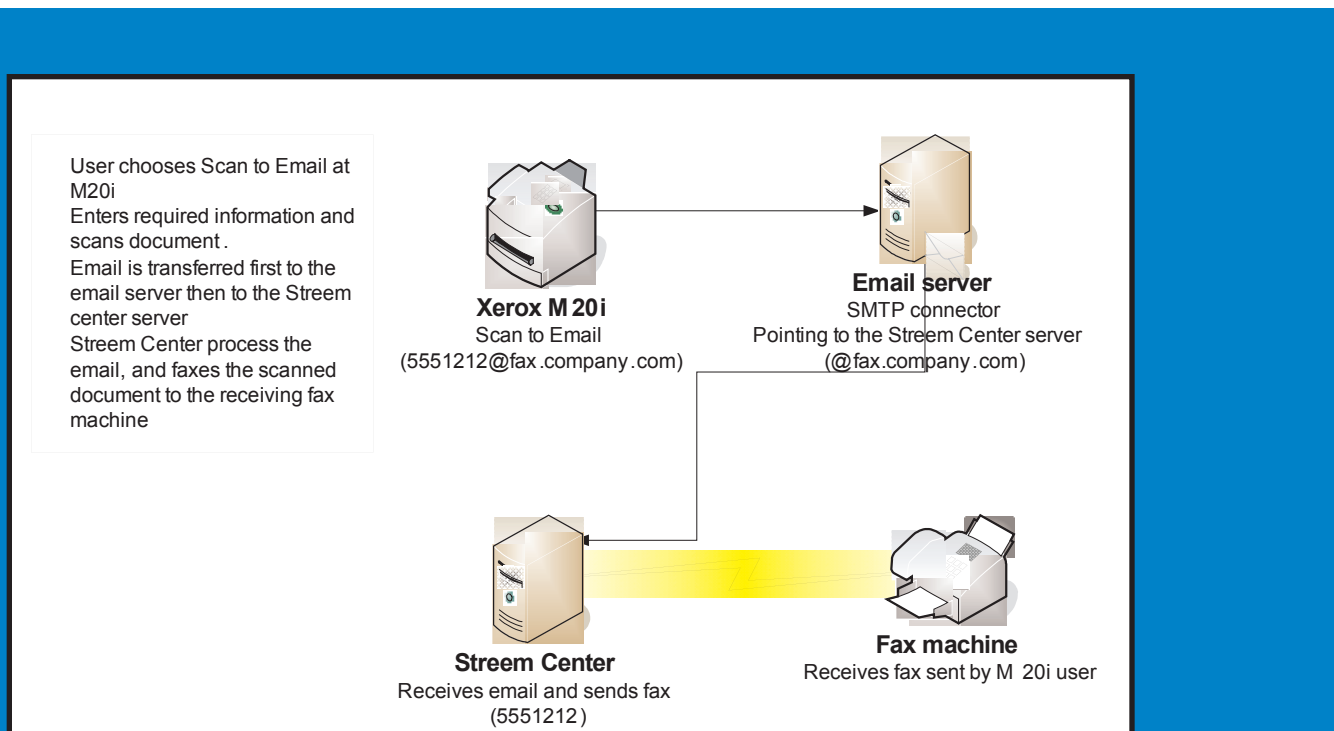 User chooses Scan to Email at
M20i
Enters required information and
scans document .
Email is transferred first to the
email server then to the Streem
center server
Streem Center process the
email, and faxes the scanned
document to the receiving fax
machine
Xerox M 20i
Scan to Email
(5551212@fax.company.com)
Email server
SMTP connector
Pointing to the Streem Center server
(@fax.company.com)
Streem Center
Receives email and sends fax
(5551212)
Fax machine
Receives fax sent by M 20i user